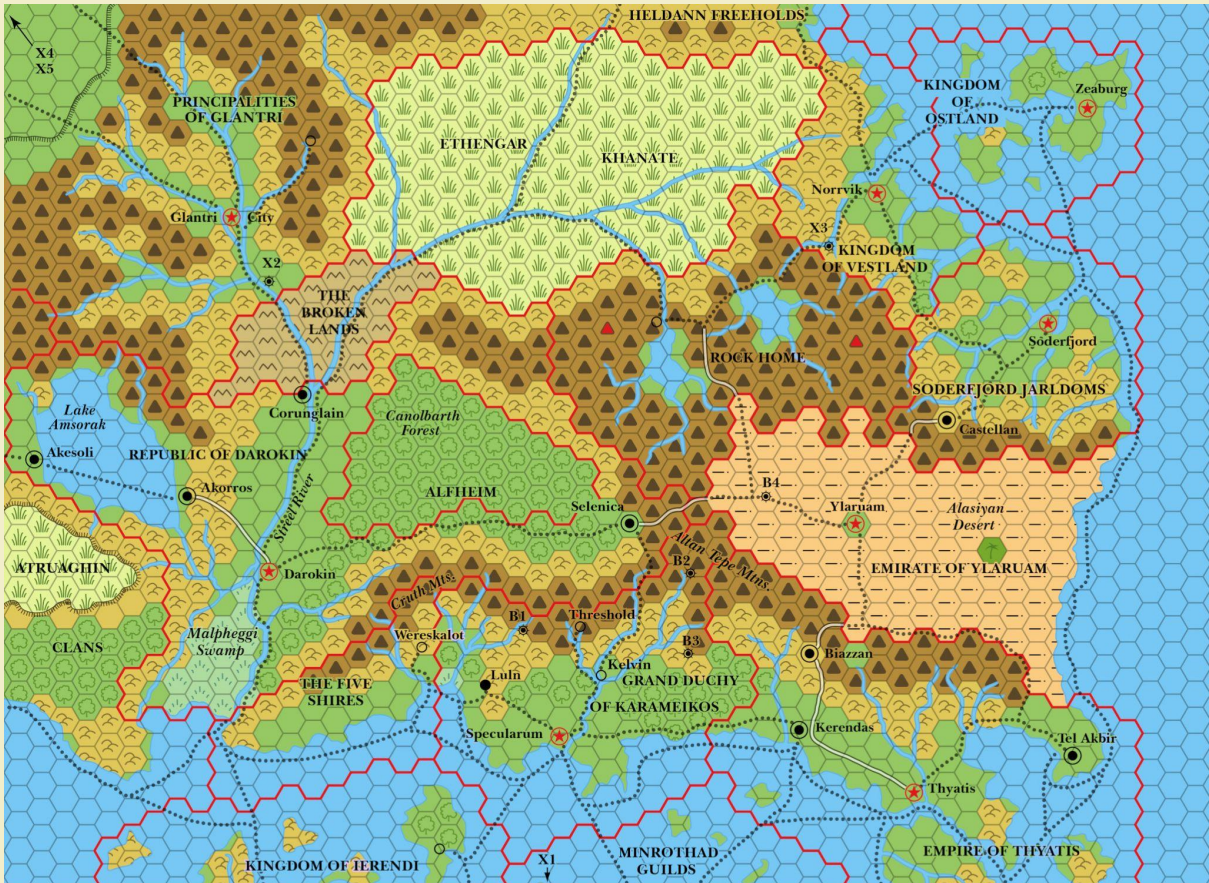 HELDANN FREEHOLDS
X4
X5
KINGDOM
OF
OSTLAND
Zeaburg
PRINCIPALITIES
OF GLANTRI
ETHENGAR
KHANATE
Norrvik
Glantri City
X3
KINGDOM
OF VESTLAND
X2
THE
BROKEN
LANDS
Soderfjord
ROCK HOME
SODERFJORD JARLDOMS
Lake
Amsorak
Corunglain
Canolbarth
Forest
Castellan
Akesoli
REPUBLIC OF DAROKIN
Akorros
Streel River
ALFHEIM
Selenica
B4
Ylaruam
Alasiyan
Desert
ATRUAGHIN
Darokin
Altan Tepe Mtns.
B2
EMIRATE OF YLARUAM
Cruth Mts.
CLANS
Malpheggi
Swamp
Wereskalot
B1
Threshold
B3
Biazzan
Luln
Kelvin
THE FIVE
SHIRES
GRAND DUCHY
OF KARAMEIKOS
Specularum
Kerendas
Tel Akbir
Thyatis
KINGDOM OF IERENDI
X1
MINROTHAD
GUILDS
EMPIRE OF THYATIS